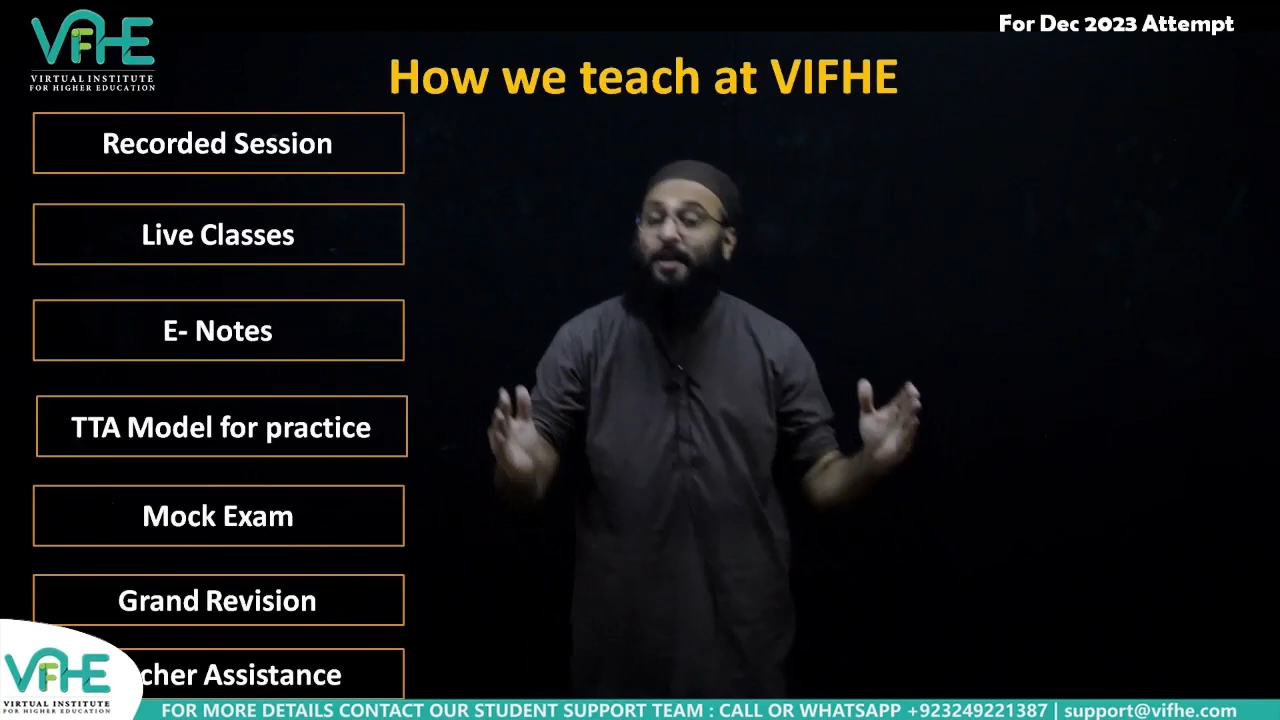 VIFHE
VIRTUAL INSTITUTE
FOR HIGHER EDUCATION
For Dec 2023 Attempt
How we teach at VIFHE
Recorded Session
Live Classes
E- Notes
TTA Model for practice
Mock Exam
Grand Revision
cher Assistance
VIFHE
VIRTUAL INSTITUTE
FOR HIGHER EDUCATION
FOR MORE DETAILS CONTACT OUR STUDENT SUPPORT TEAM : CALL OR WHATSAPP +923249221387 | support@vifhe.com